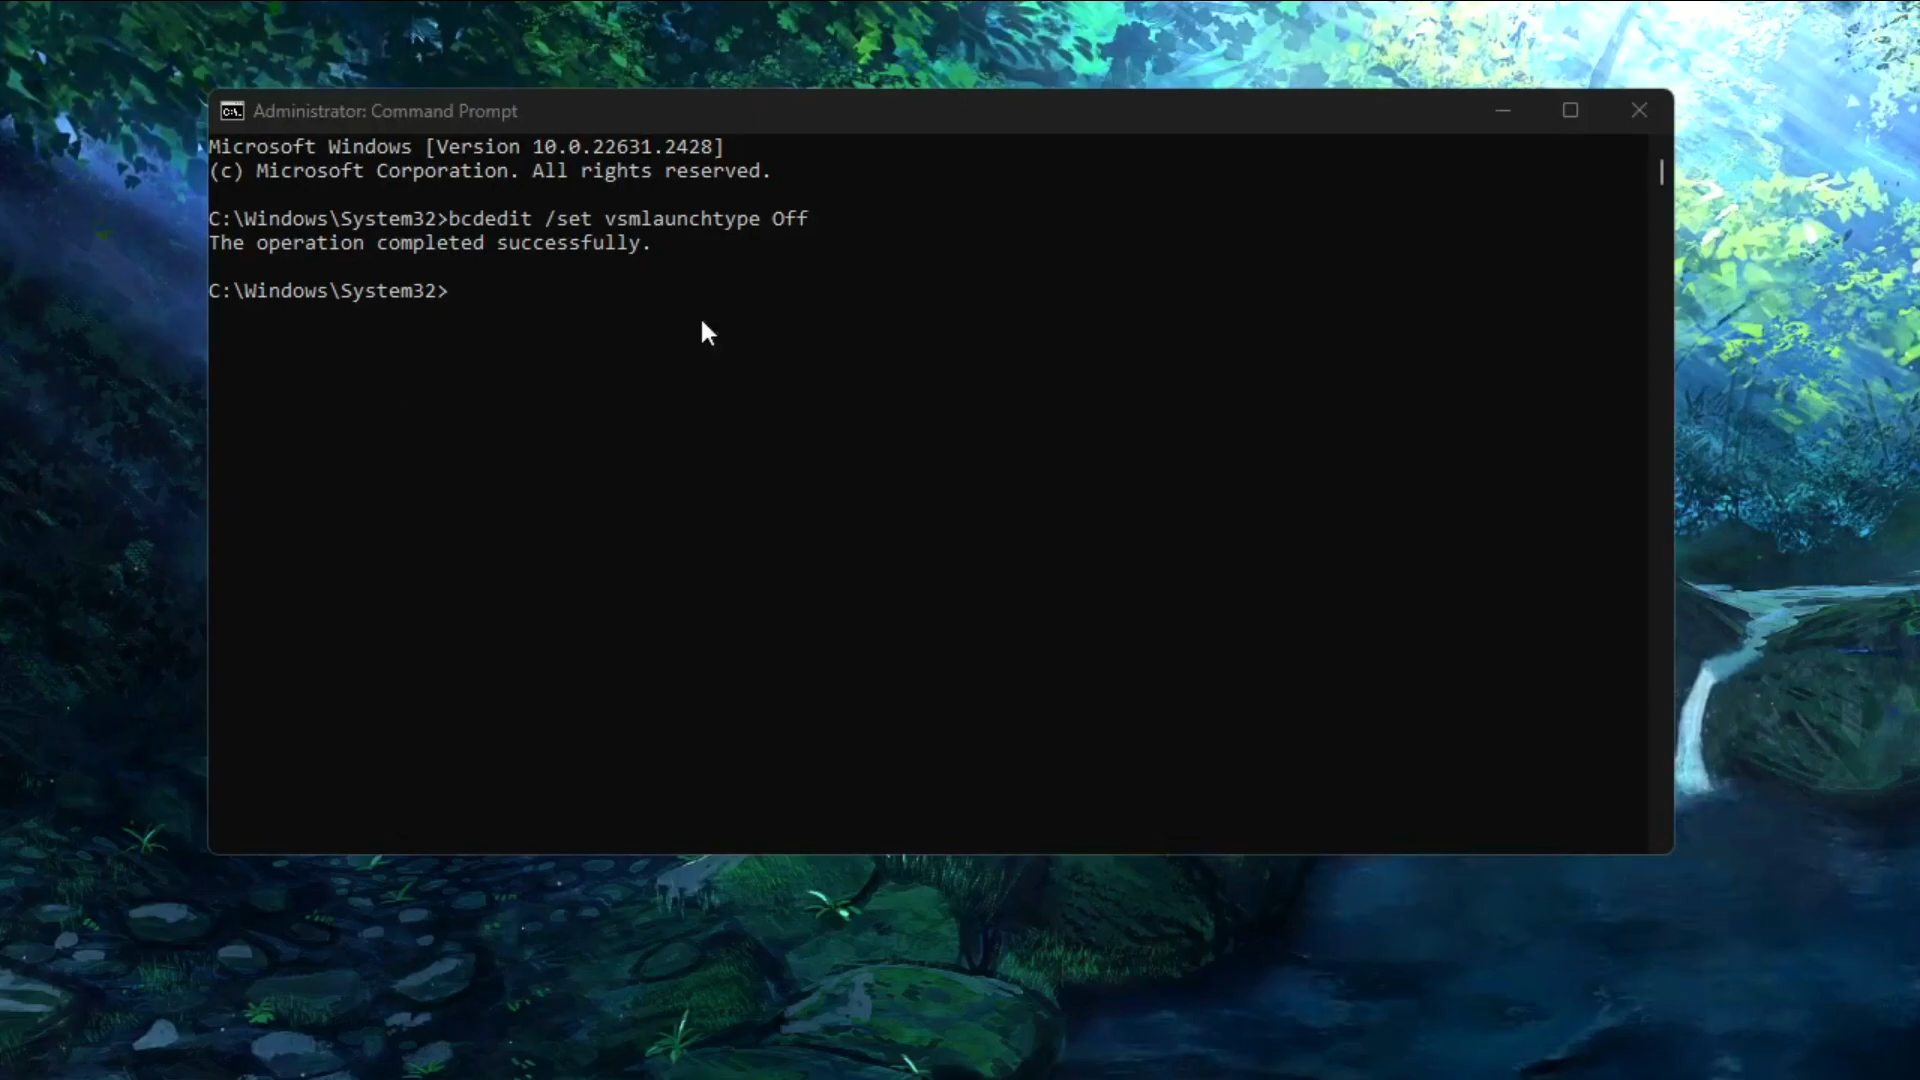 Administrator: Command Prompt
Microsoft Windows [Version 10.0.22631.2428]
(c) Microsoft Corporation. All rights reserved.
C:\Windows\System32>bcdedit /set vsmlaunchtype Off
The operation completed successfully.
C:\Windows\System32>